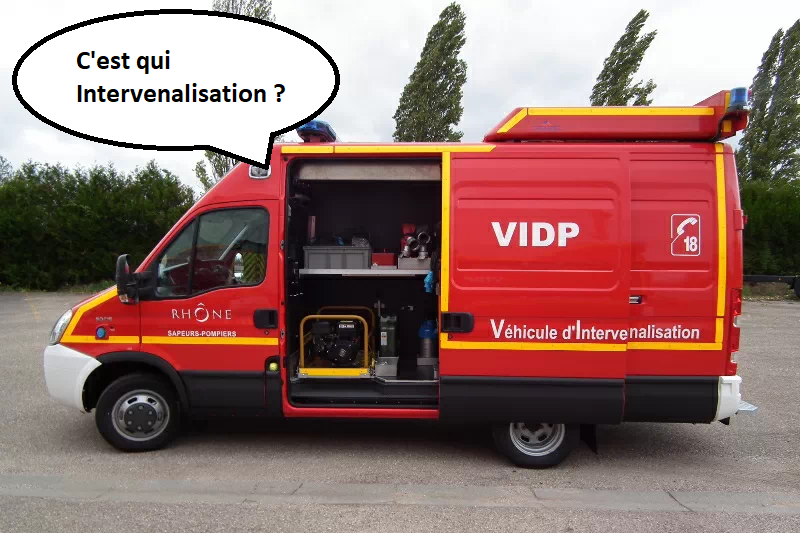 C'est qui
Intervenalisation ?
VIDP
18
RHÔNE
SAPEURS-POMPIERS
Véhicule d'Intervenalisation